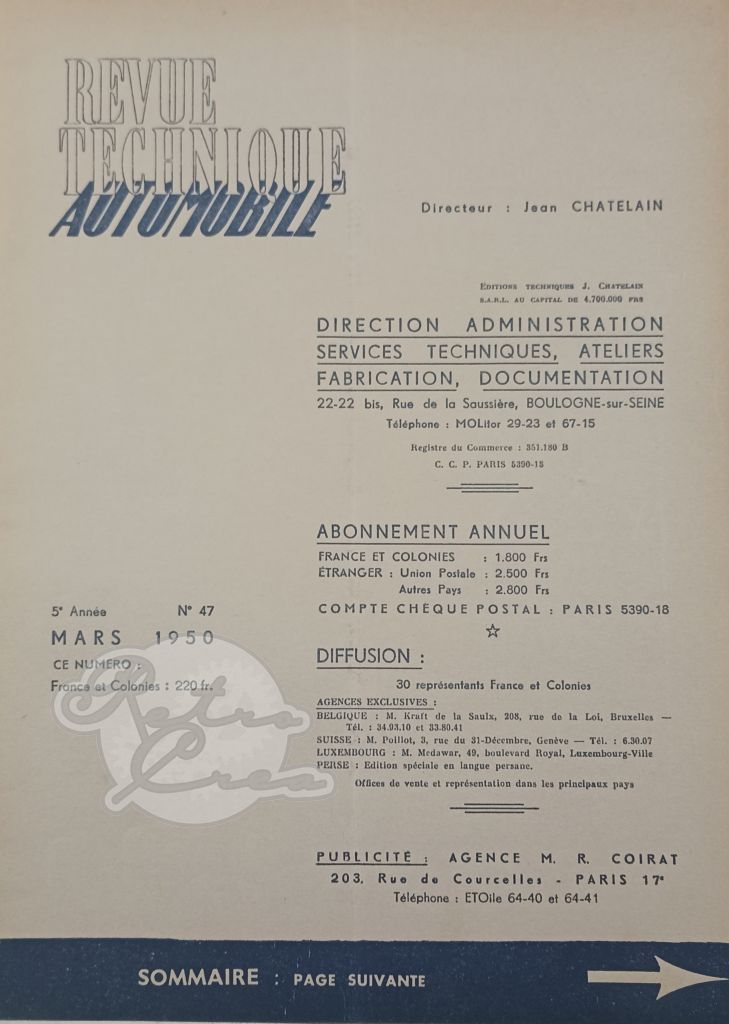 REVUE
TECHNIQUE
AUTOMOBILE
Directeur : Jean CHATELAIN
EDITIONS TECHNIQUES J. CHATELAIN
S.A.R.L. AU CAPITAL DE 4.700.000 FRS
DIRECTION ADMINISTRATION
SERVICES TECHNIQUES, ATELIERS
FABRICATION, DOCUMENTATION
22-22 bis, Rue de la Saussière, BOULOGNE-sur-SEINE
Téléphone : MOLitor 29-23 et 67-15
Registre du Commerce : 351.180 B
C. C. P. PARIS 5390-18
ABONNEMENT ANNUEL
FRANCE ET COLONIES : 1.800 Frs
ÉTRANGER : Union Postale : 2.500 Frs
Autres Pays : 2.800 Frs
COMPTE CHÈQUE POSTAL : PARIS 5390-18
5e Année N° 47
MARS 1950
CE NUMERO :
France et Colonies : 220 fr.
Retro
Crea
DIFFUSION :
30 représentants France et Colonies
AGENCES EXCLUSIVES :
BELGIQUE : M. Kraft de la Saulx, 208, rue de la Loi, Bruxelles —
Tél. : 34.93.10 et 33.80.41
SUISSE : M. Poillot, 3, rue du 31-Décembre, Genève — Tél. : 6.30.07
LUXEMBOURG : M. Medawar, 49, boulevard Royal, Luxembourg-Ville
PERSE : Edition spéciale en langue persane.
Offices de vente et représentation dans les principaux pays
PUBLICITÉ : AGENCE M. R. COIRAT
203, Rue de Courcelles - PARIS 17e
Téléphone : ETOile 64-40 et 64-41
SOMMAIRE : PAGE SUIVANTE